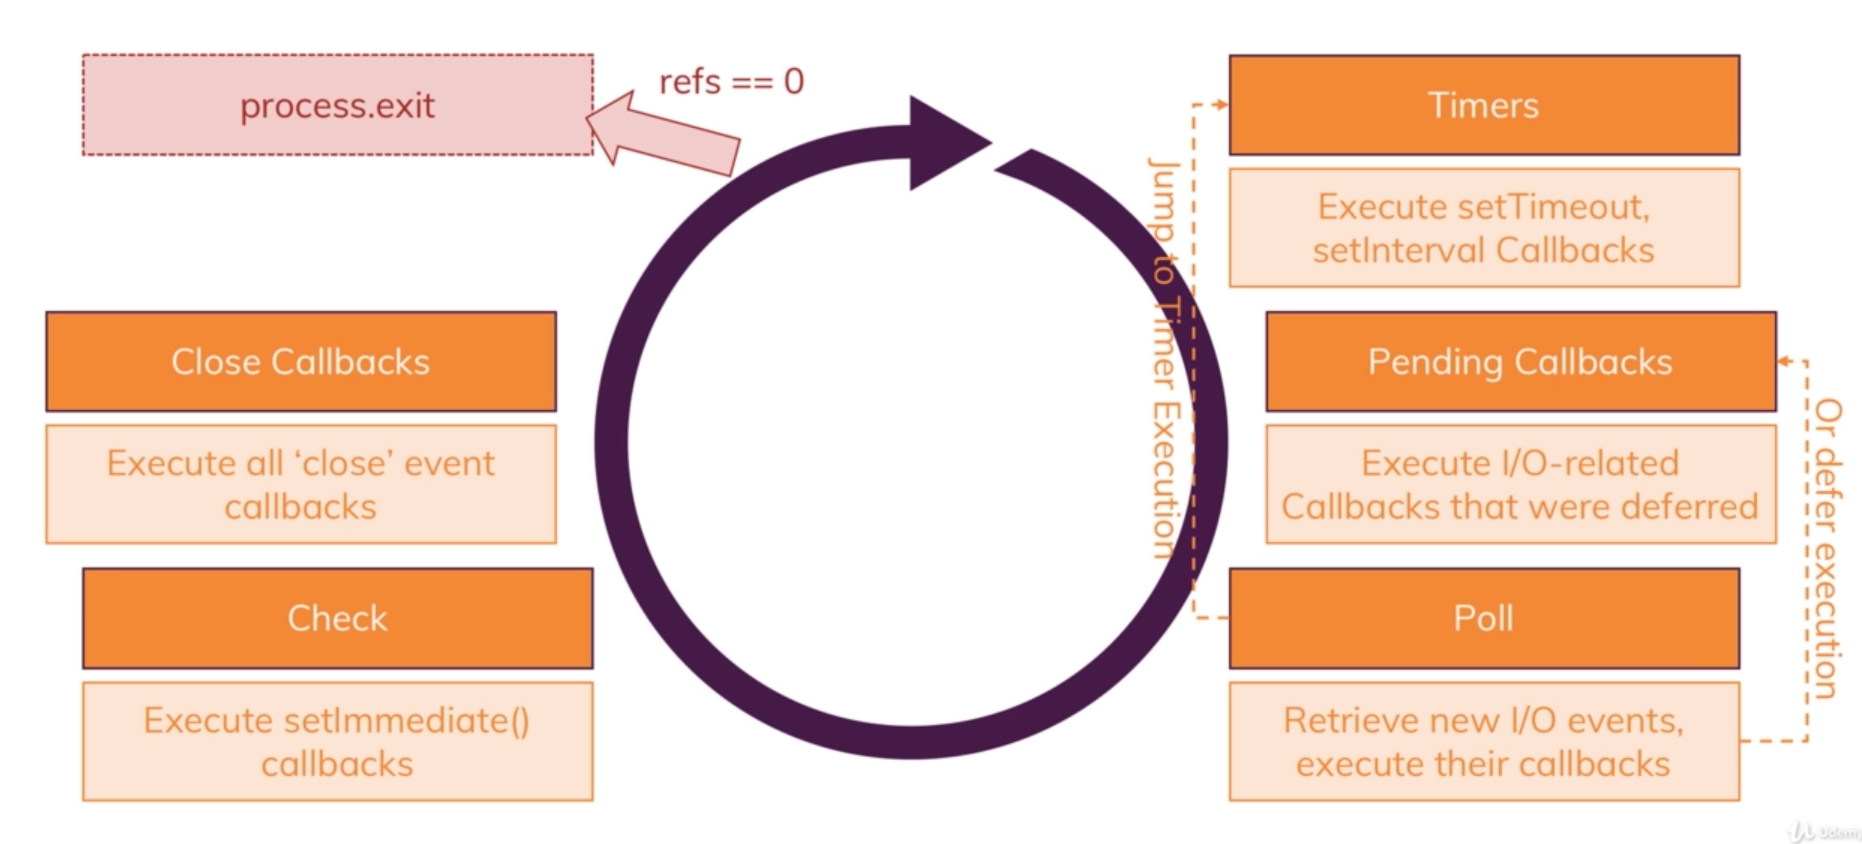 process.exit
refs == 0
Timers
Execute setTimeout,
setInterval Callbacks
Jump to Timer Execution
Close Callbacks
Execute all ‘close’ event
callbacks
Pending Callbacks
Execute I/O-related
Callbacks that were deferred
Or defer execution
Check
Execute setImmediate()
callbacks
Poll
Retrieve new I/O events,
execute their callbacks
Udemy